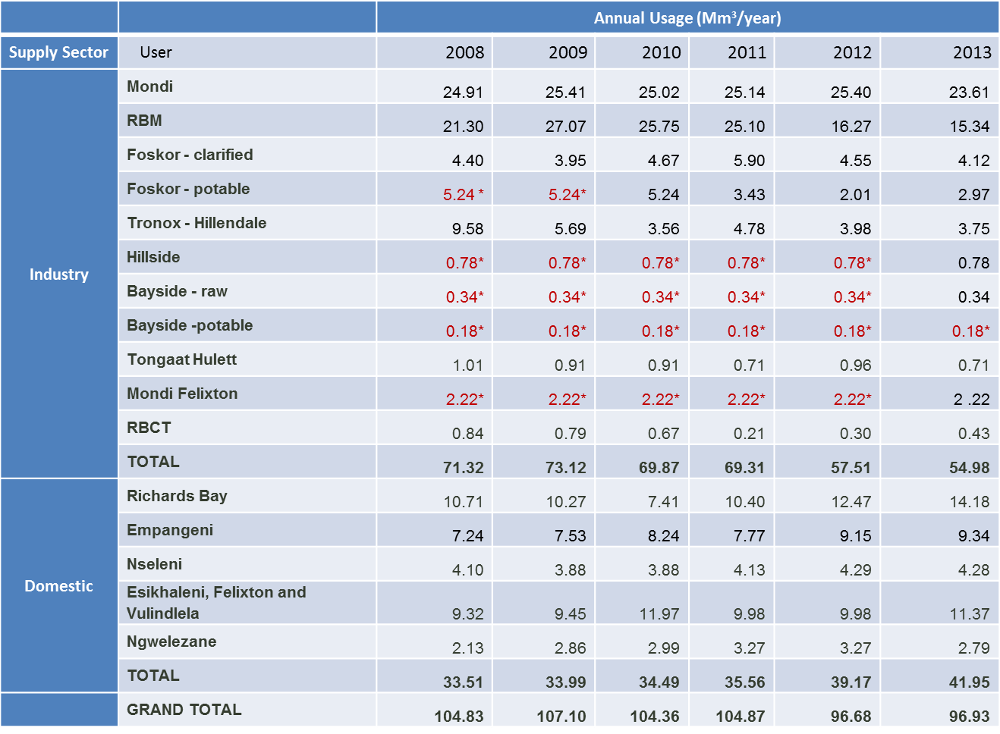 Annual Usage (Mm³/year)
Supply Sector User 2008 2009 2010 2011 2012 2013
Industry
Mondi 24.91 25.41 25.02 25.14 25.40 23.61
RBM 21.30 27.07 25.75 25.10 16.27 15.34
Foskor - clarified 4.40 3.95 4.67 5.90 4.55 4.12
Foskor - potable 5.24 * 5.24* 5.24 3.43 2.01 2.97
Tronox - Hillendale 9.58 5.69 3.56 4.78 3.98 3.75
Hillside 0.78* 0.78* 0.78* 0.78* 0.78* 0.78
Bayside - raw 0.34* 0.34* 0.34* 0.34* 0.34* 0.34
Bayside -potable 0.18* 0.18* 0.18* 0.18* 0.18* 0.18*
Tongaat Hulett 1.01 0.91 0.91 0.71 0.96 0.71
Mondi Felixton 2.22* 2.22* 2.22* 2.22* 2.22* 2 .22
RBCT 0.84 0.79 0.67 0.21 0.30 0.43
TOTAL 71.32 73.12 69.87 69.31 57.51 54.98
Domestic
Richards Bay 10.71 10.27 7.41 10.40 12.47 14.18
Empangeni 7.24 7.53 8.24 7.77 9.15 9.34
Nseleni 4.10 3.88 3.88 4.13 4.29 4.28
Esikhaleni, Felixton and
Vulindlela 9.32 9.45 11.97 9.98 9.98 11.37
Ngwelezane 2.13 2.86 2.99 3.27 3.27 2.79
TOTAL 33.51 33.99 34.49 35.56 39.17 41.95
GRAND TOTAL 104.83 107.10 104.36 104.87 96.68 96.93